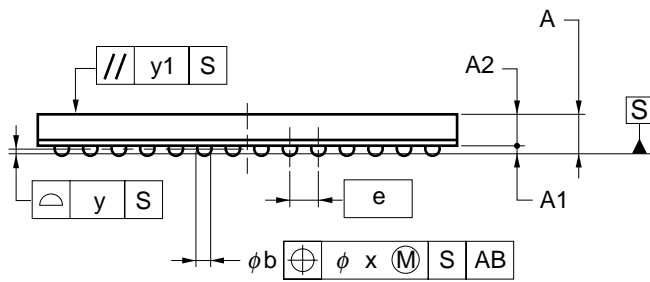 A
// y1 S
A2
S
y S
e
A1
φb ⌖ φ x Ⓜ S AB